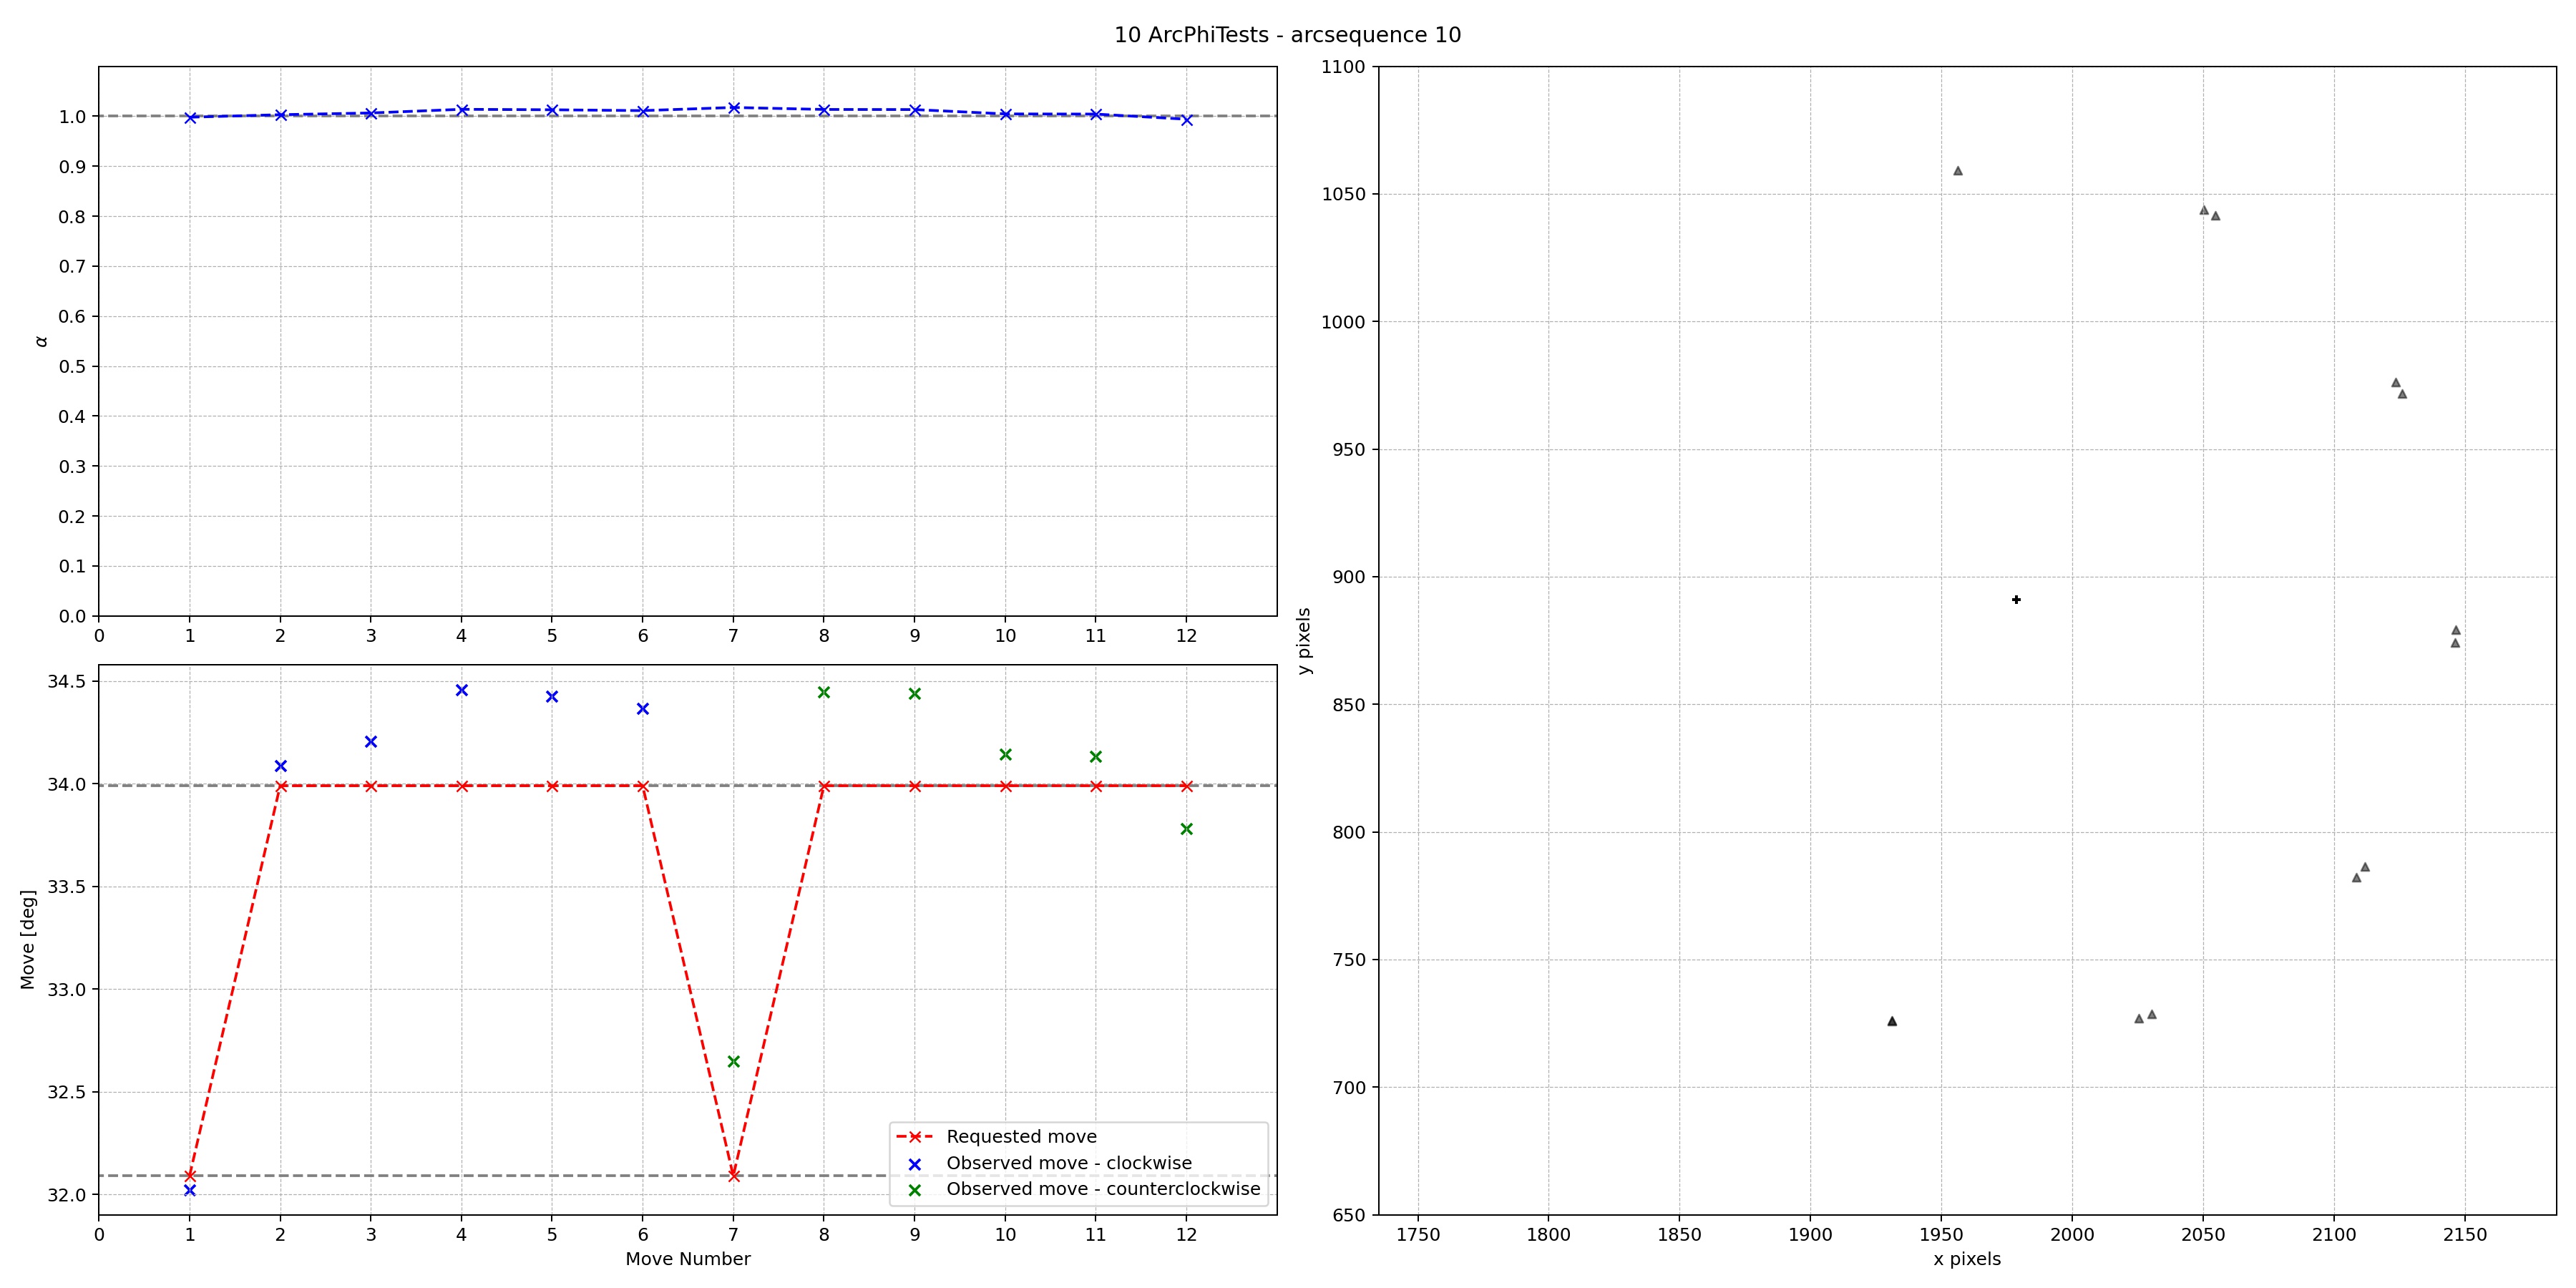 10 ArcPhiTests - arcsequence 10
1.0
0.9
0.8
0.7
0.6
0.5
0.4
0.3
0.2
0.1
0.0
α
0 1 2 3 4 5 6 7 8 9 10 11 12
34.5
34.0
33.5
33.0
32.5
32.0
Move [deg]
Requested move
Observed move - clockwise
Observed move - counterclockwise
0 1 2 3 4 5 6 7 8 9 10 11 12
Move Number
1100
1050
1000
950
900
850
800
750
700
650
y pixels
1750 1800 1850 1900 1950 2000 2050 2100 2150
x pixels